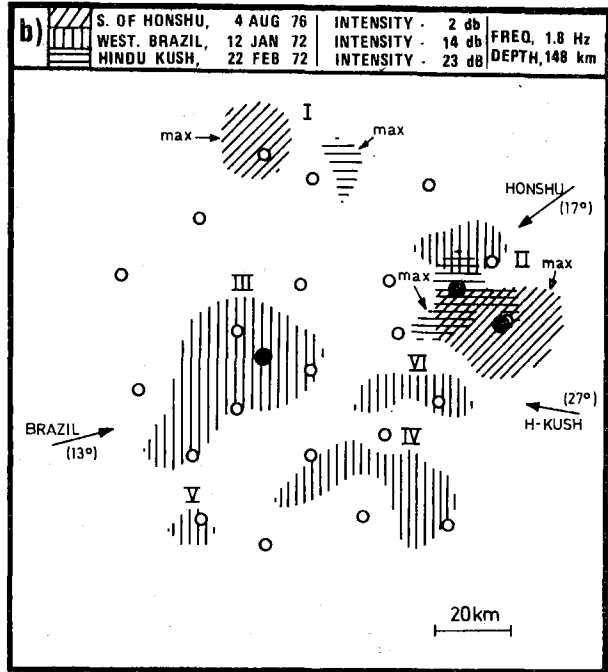 b)
S. OF HONSHU, 4 AUG 76 INTENSITY - 2 db
WEST. BRAZIL, 12 JAN 72 INTENSITY - 14 db
HINDU KUSH, 22 FEB 72 INTENSITY - 23 dB
FREQ, 1.8 Hz
DEPTH, 148 km
I
max
max
HONSHU
(17°)
II
max
max
III
VI
BRAZIL
(13°)
(27°)
H-KUSH
IV
V
20km